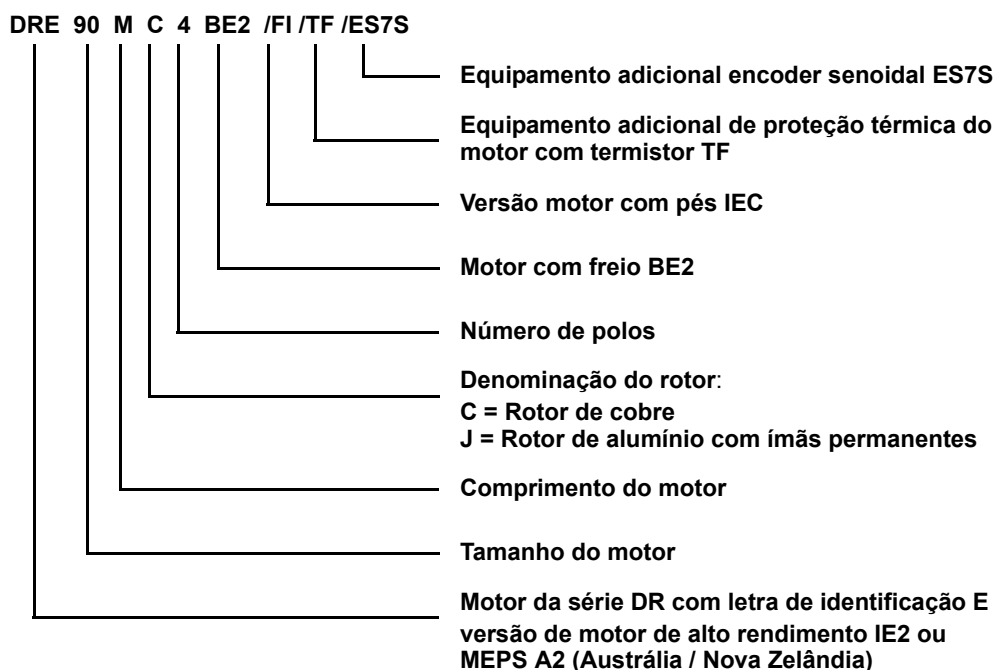 DRE 90 M C 4 BE2 /FI /TF /ES7S
Equipamento adicional encoder senoidal ES7S
Equipamento adicional de proteção térmica do
motor com termistor TF
Versão motor com pés IEC
Motor com freio BE2
Número de polos
Denominação do rotor:
C = Rotor de cobre
J = Rotor de alumínio com ímãs permanentes
Comprimento do motor
Tamanho do motor
Motor da série DR com letra de identificação E
versão de motor de alto rendimento IE2 ou
MEPS A2 (Austrália / Nova Zelândia)